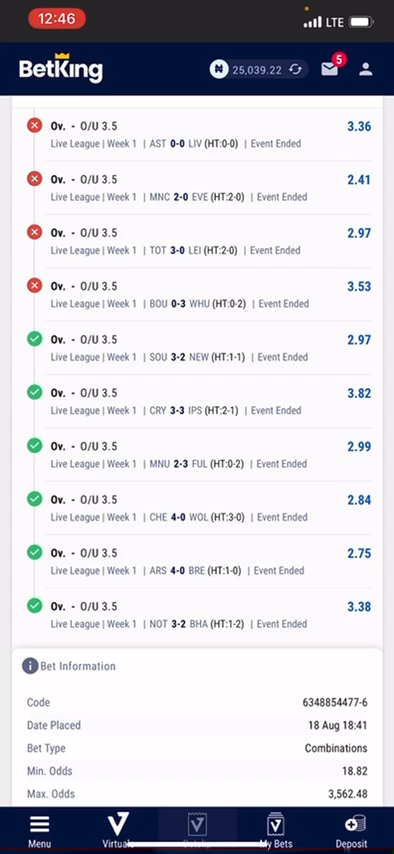 12:46
LTE
BetKing
₦ 25,039.22
5
Ov. - O/U 3.5 3.36
Live League | Week 1 | AST 0-0 LIV (HT:0-0) | Event Ended
Ov. - O/U 3.5 2.41
Live League | Week 1 | MNC 2-0 EVE (HT:2-0) | Event Ended
Ov. - O/U 3.5 2.97
Live League | Week 1 | TOT 3-0 LEI (HT:2-0) | Event Ended
Ov. - O/U 3.5 3.53
Live League | Week 1 | BOU 0-3 WHU (HT:0-2) | Event Ended
Ov. - O/U 3.5 2.97
Live League | Week 1 | SOU 3-2 NEW (HT:1-1) | Event Ended
Ov. - O/U 3.5 3.82
Live League | Week 1 | CRY 3-3 IPS (HT:2-1) | Event Ended
Ov. - O/U 3.5 2.99
Live League | Week 1 | MNU 2-3 FUL (HT:0-2) | Event Ended
Ov. - O/U 3.5 2.84
Live League | Week 1 | CHE 4-0 WOL (HT:3-0) | Event Ended
Ov. - O/U 3.5 2.75
Live League | Week 1 | ARS 4-0 BRE (HT:1-0) | Event Ended
Ov. - O/U 3.5 3.38
Live League | Week 1 | NOT 3-2 BHA (HT:1-2) | Event Ended
Bet Information
Code 6348854477-6
Date Placed 18 Aug 18:41
Bet Type Combinations
Min. Odds 18.82
Max. Odds 3,562.48
Menu
Virtuals
My Bets
Deposit